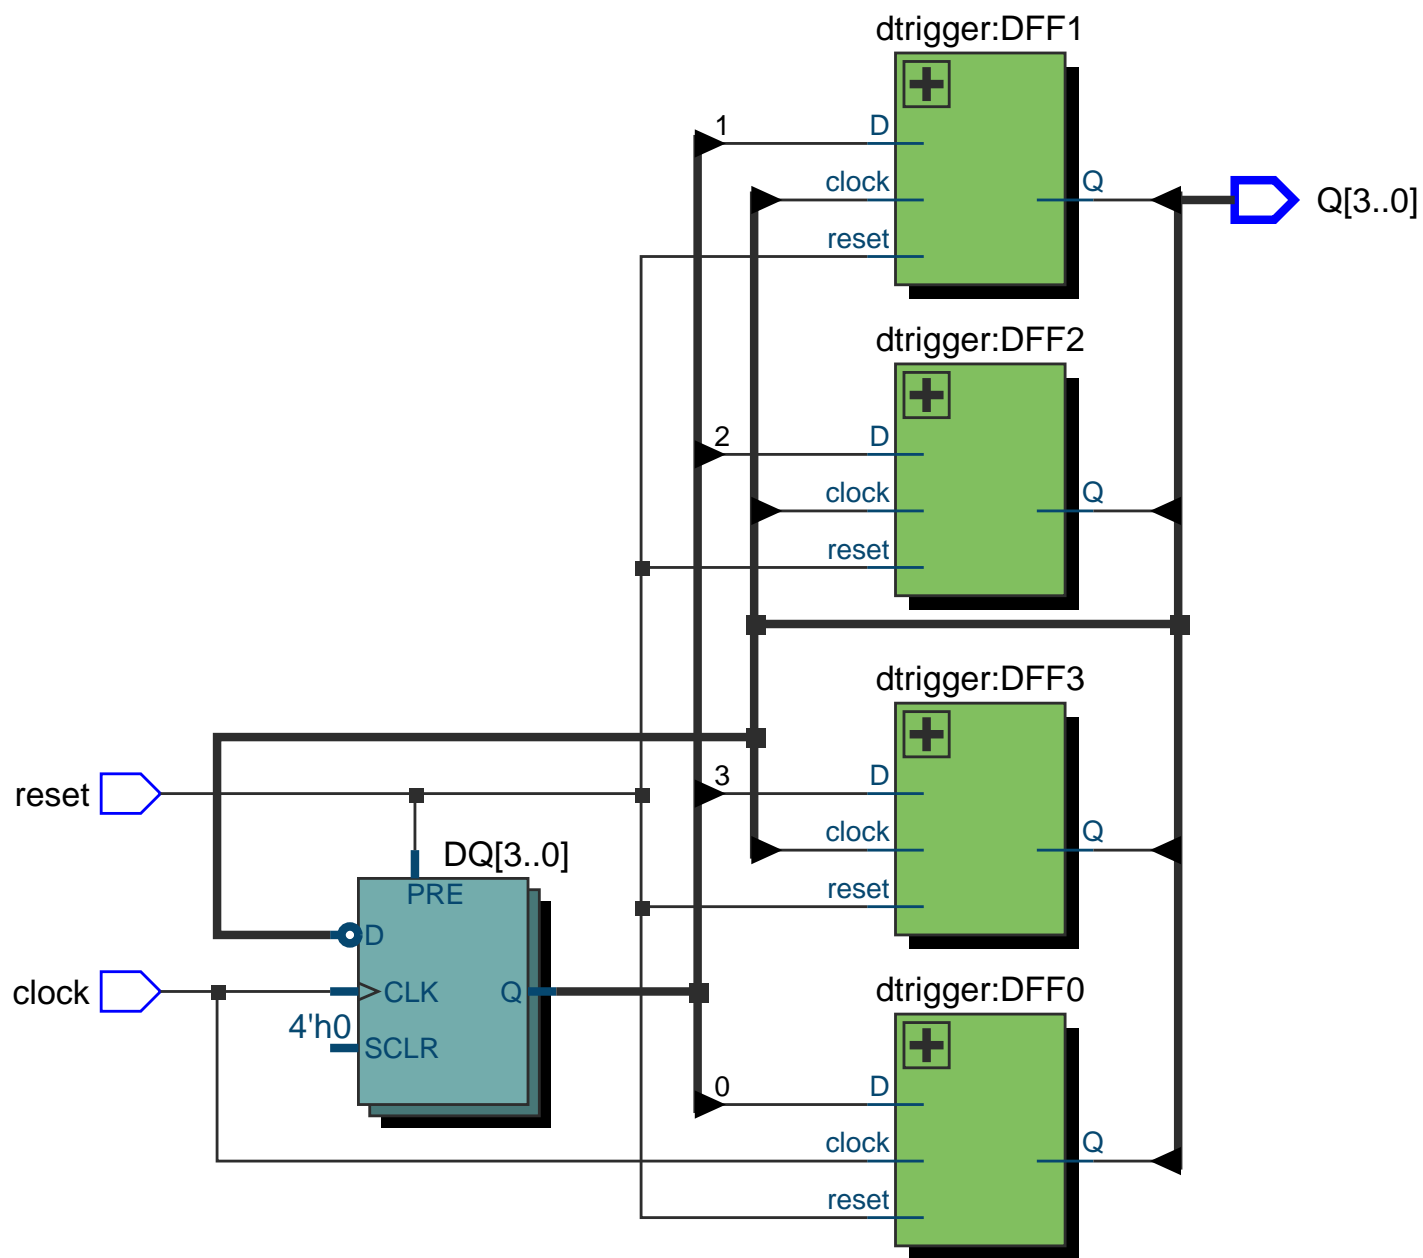 dtrigger:DFF1
1
D
clock
Q
Q[3..0]
reset
dtrigger:DFF2
2
D
clock
Q
reset
dtrigger:DFF3
3
D
reset
clock
Q
DQ[3..0]
PRE
reset
D
clock
CLK
Q
dtrigger:DFF0
4'h0
SCLR
0
D
clock
Q
reset